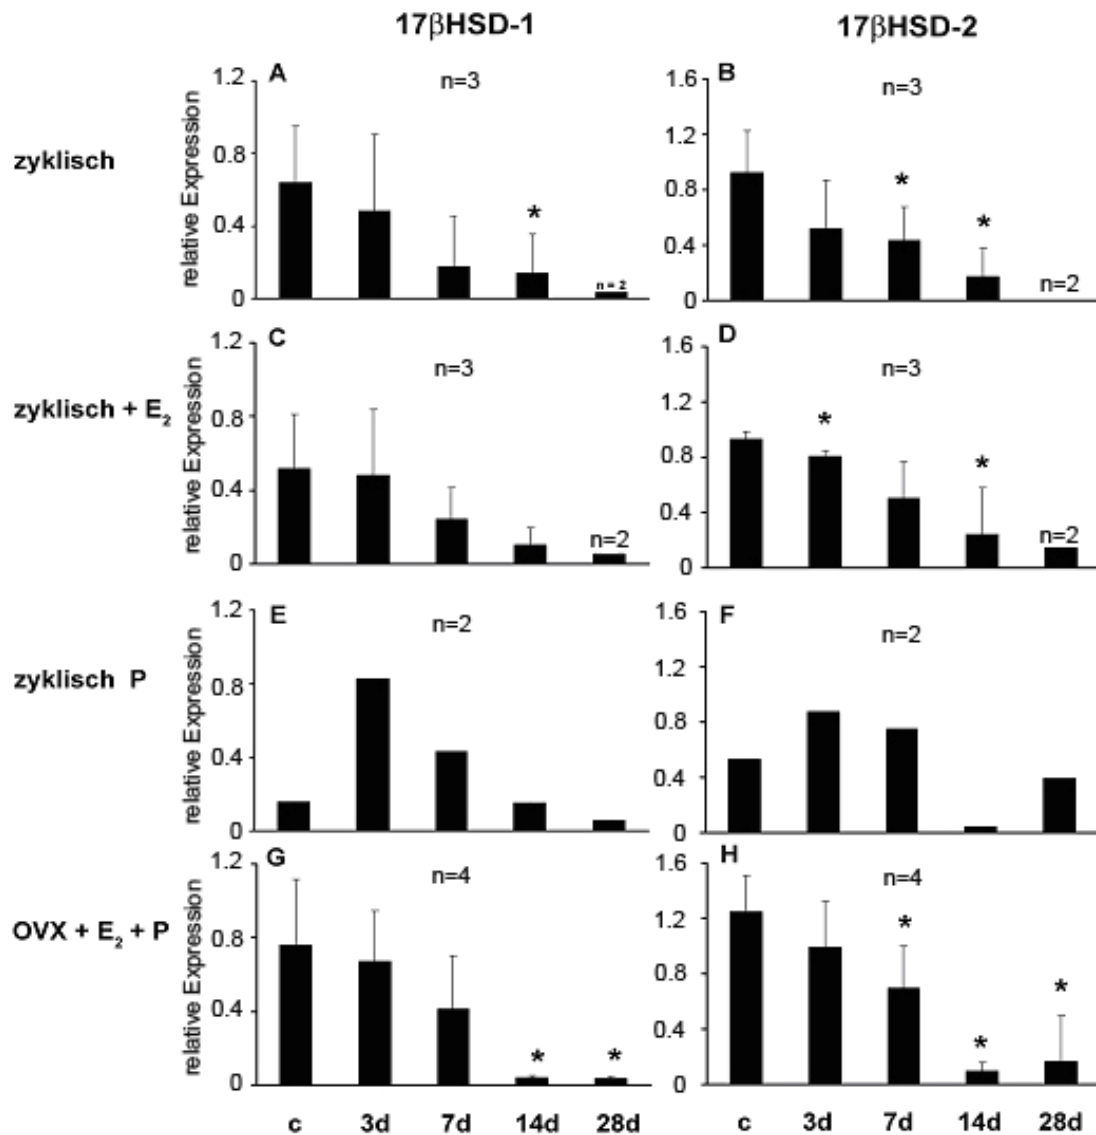 17βHSD-1
17βHSD-2
zyklisch
A
n=3
relative Expression
1.2
0.8
0.4
0
*
n = 2
B
n=3
1.6
1.2
0.8
0.4
0
*
*
n=2
zyklisch + E₂
C
n=3
relative Expression
1.2
0.8
0.4
0
n=2
D
n=3
1.6
1.2
0.8
0.4
0
*
*
n=2
zyklisch P
E
n=2
relative Expression
1.2
0.8
0.4
0
F
n=2
1.6
1.2
0.8
0.4
0
OVX + E₂ + P
G
n=4
relative Expression
1.2
0.8
0.4
0
*
*
H
n=4
1.6
1.2
0.8
0.4
0
*
*
*
c 3d 7d 14d 28d
c 3d 7d 14d 28d